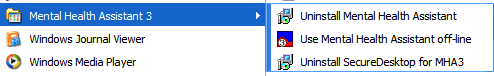 Mental Health Assistant 3
Windows Journal Viewer
Windows Media Player
Uninstall Mental Health Assistant
Use Mental Health Assistant off-line
Uninstall SecureDesktop for MHA3